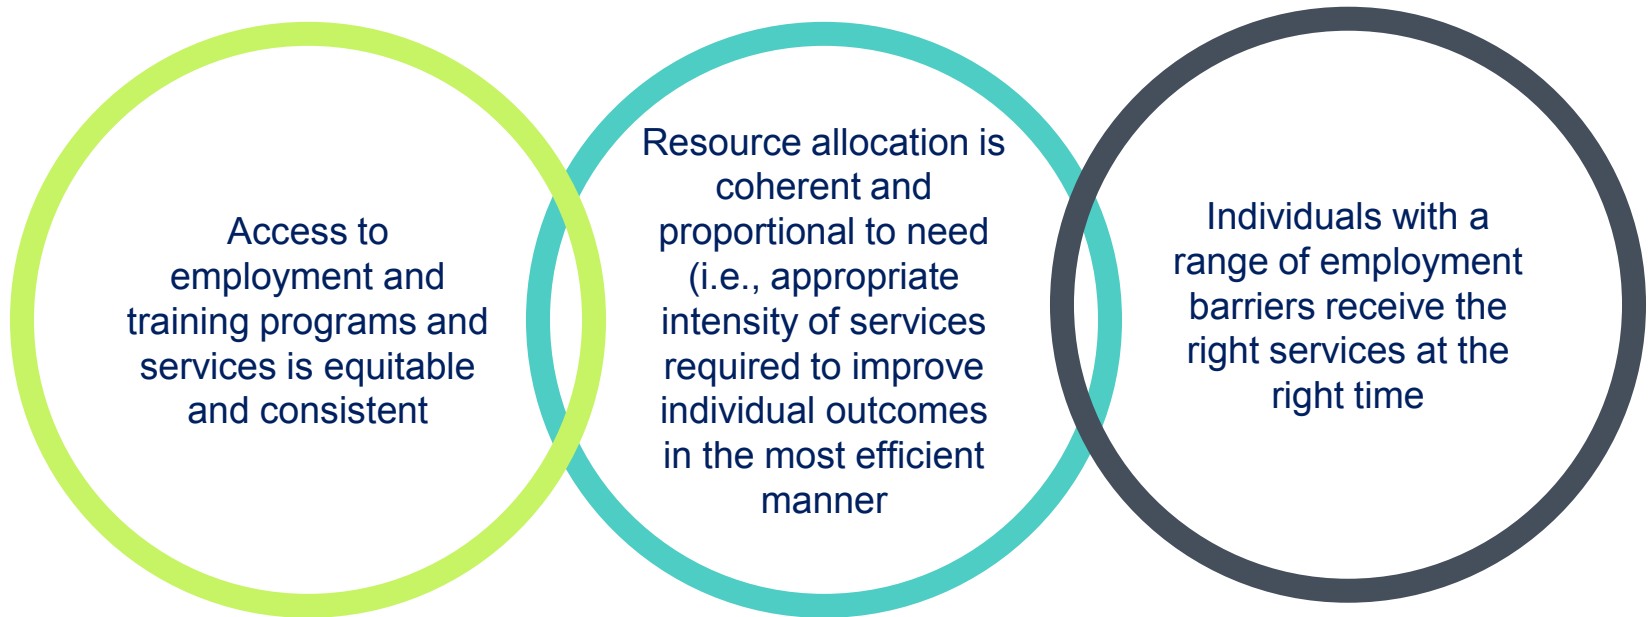 Access to
employment and
training programs and
services is equitable
and consistent
Resource allocation is
coherent and
proportional to need
(i.e., appropriate
intensity of services
required to improve
individual outcomes
in the most efficient
manner
Individuals with a
range of employment
barriers receive the
right services at the
right time